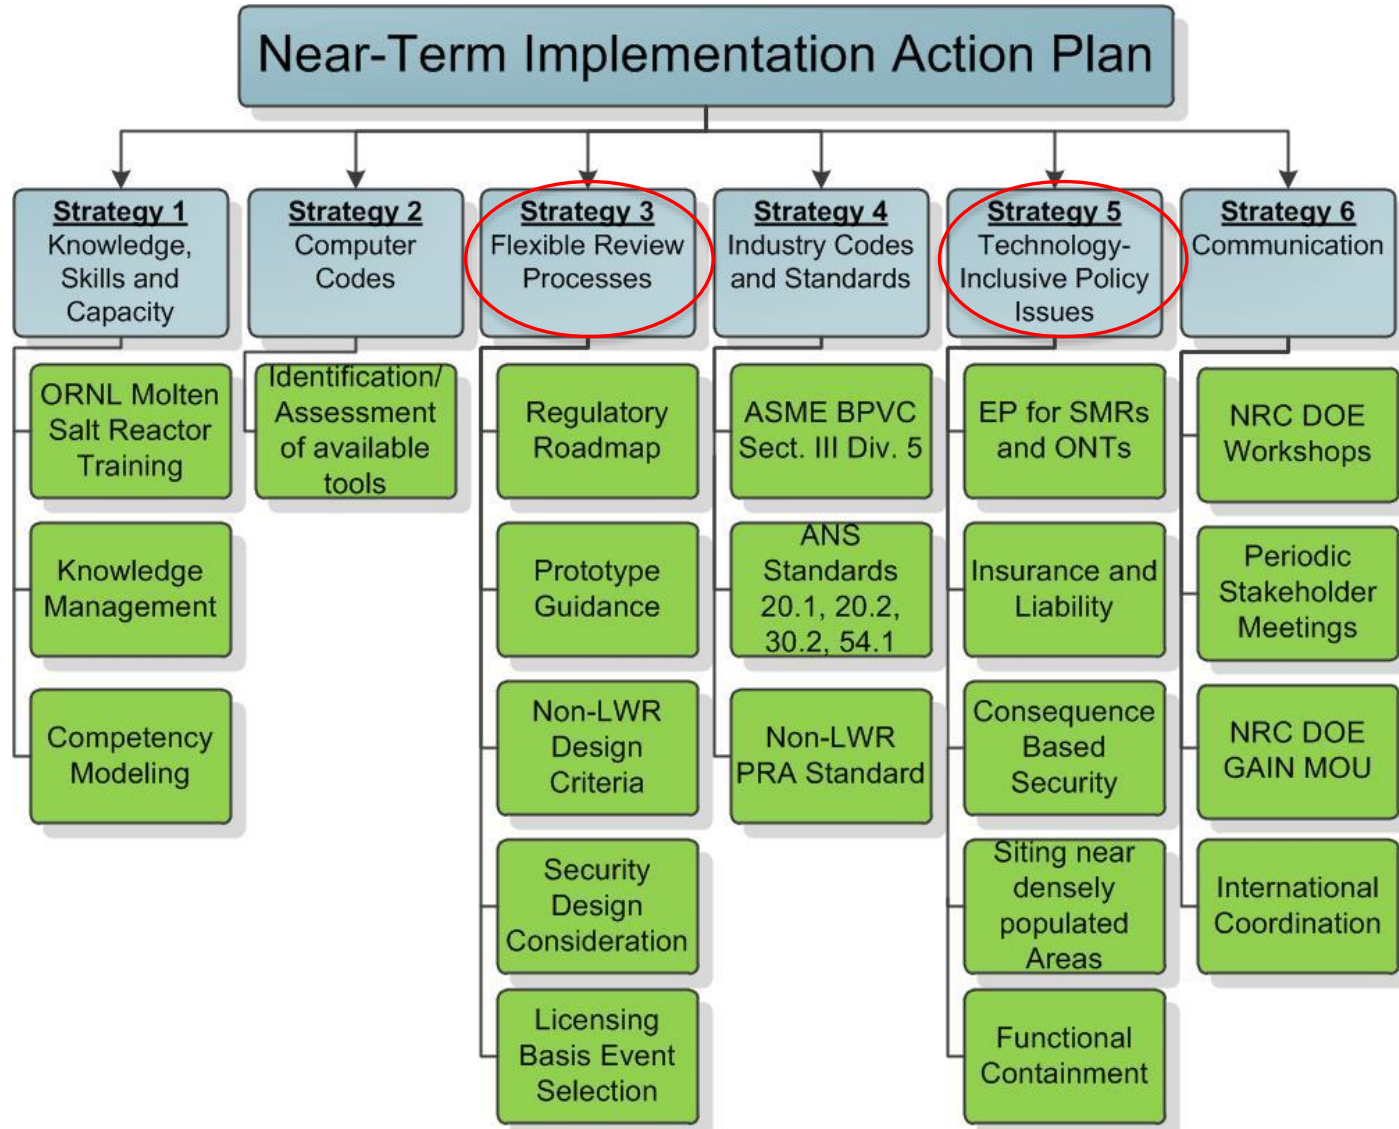 Near-Term Implementation Action Plan
Strategy 1
Knowledge,
Skills and
Capacity
ORNL Molten
Salt Reactor
Training
Knowledge
Management
Competency
Modeling
Strategy 2
Computer
Codes
Identification/
Assessment
of available
tools
Strategy 3
Flexible Review
Processes
Regulatory
Roadmap
Prototype
Guidance
Non-LWR
Design
Criteria
Security
Design
Consideration
Licensing
Basis Event
Selection
Strategy 4
Industry Codes
and Standards
ASME BPVC
Sect. III Div. 5
ANS
Standards
20.1, 20.2,
30.2, 54.1
Non-LWR
PRA Standard
Strategy 5
Technology-
Inclusive Policy
Issues
EP for SMRs
and ONTs
Insurance and
Liability
Consequence
Based
Security
Siting near
densely
populated
Areas
Functional
Containment
Strategy 6
Communication
NRC DOE
Workshops
Periodic
Stakeholder
Meetings
NRC DOE
GAIN MOU
International
Coordination